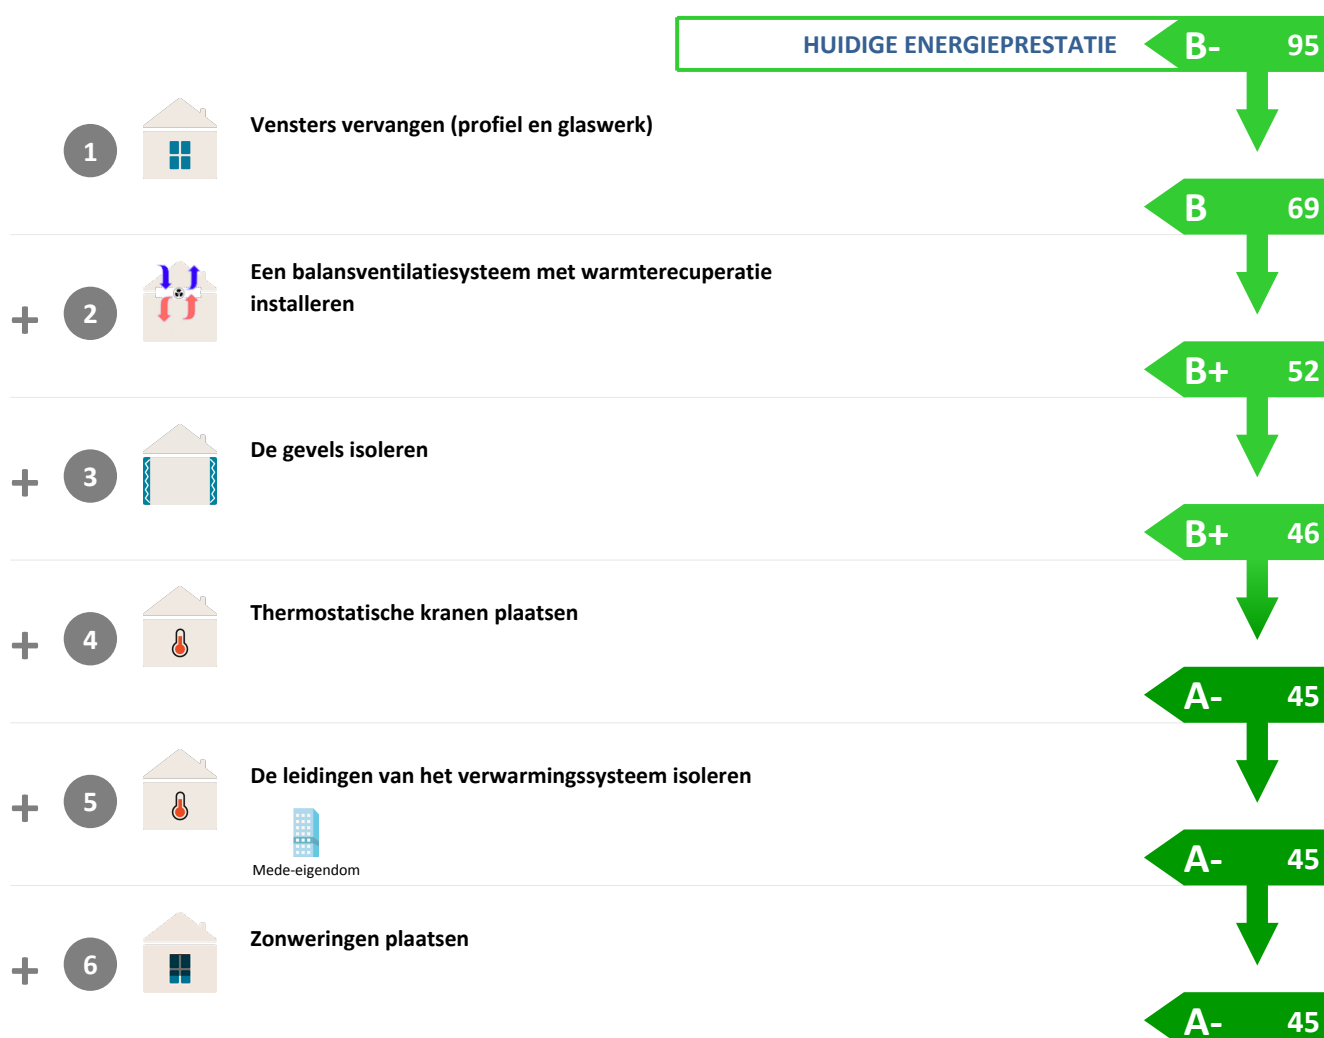 HUIDIGE ENERGIEPRESTATIE B- 95
1 Vensters vervangen (profiel en glaswerk)
B 69
+ 2 Een balansventilatiesysteem met warmterecuperatie
installeren
B+ 52
+ 3 De gevels isoleren
B+ 46
+ 4 Thermostatische kranen plaatsen
A- 45
+ 5 De leidingen van het verwarmingssysteem isoleren
Mede-eigendom
A- 45
+ 6 Zonweringen plaatsen
A- 45